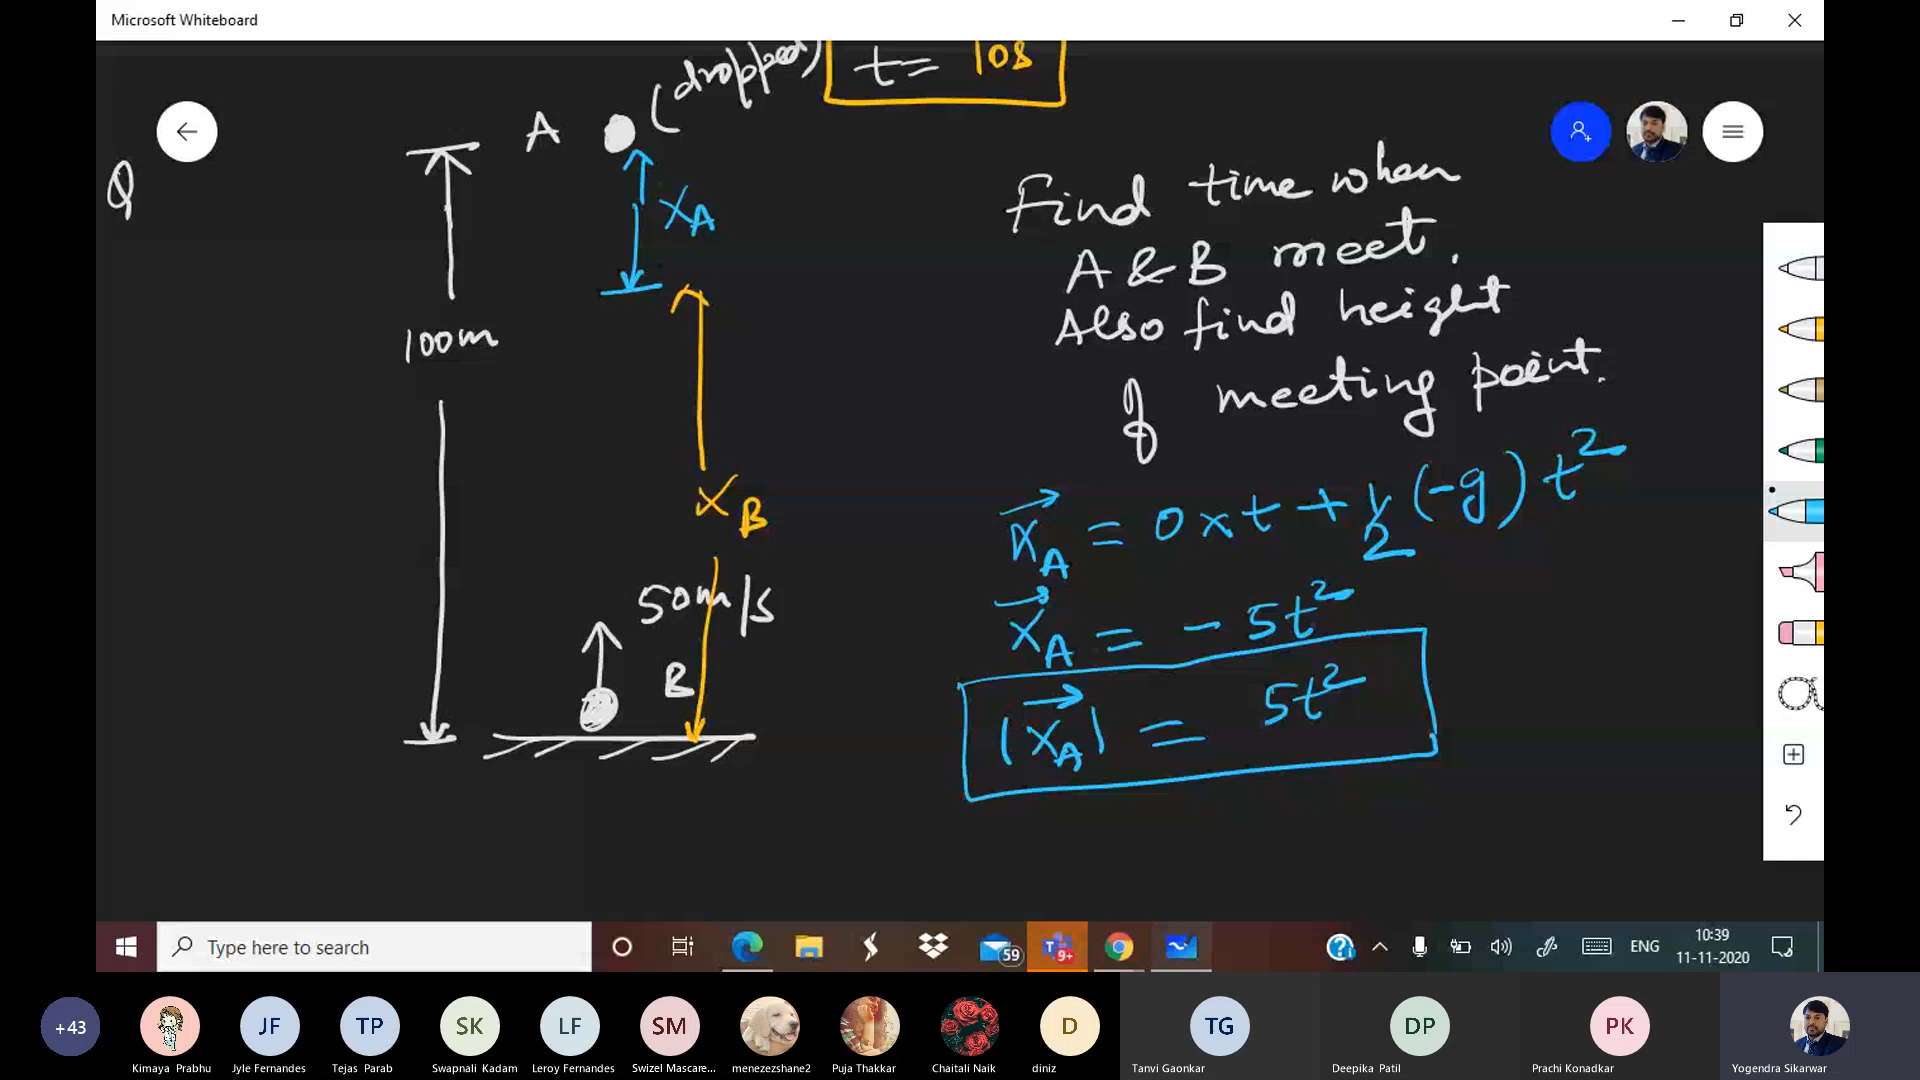 Microsoft Whiteboard
(dropped)
t = 10s
A
Q
XA
Find time when
A & B meet.
Also find height
of meeting point.
100m
XB
50m/s
B
XA = 0 x t + 1/2 (-g) t²
XA = - 5t²
|XA| = 5t²
Type here to search
59
9+
ENG
10:39
11-11-2020
+43
JF
TP
SK
LF
SM
D
TG
DP
PK
Kimaya Prabhu
Jyle Fernandes
Tejas Parab
Swapnali Kadam
Leroy Fernandes
Swizel Mascare...
menezezshane2
Puja Thakkar
Chaitali Naik
diniz
Tanvi Gaonkar
Deepika Patil
Prachi Konadkar
Yogendra Sikarwar